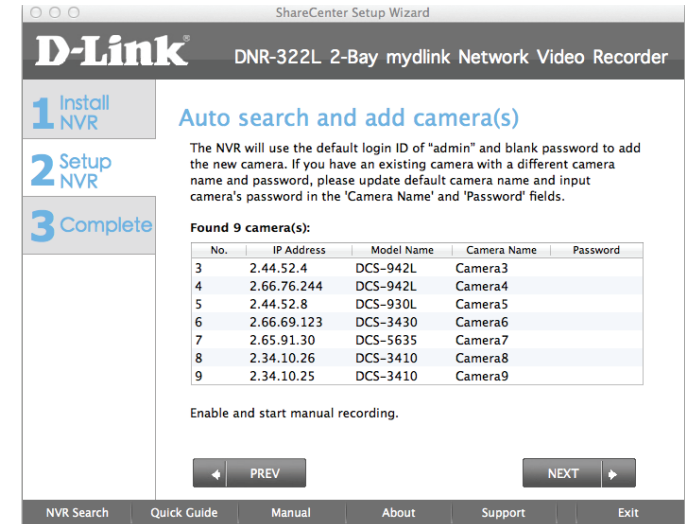 ShareCenter Setup Wizard
D-Link®
DNR-322L 2-Bay mydlink Network Video Recorder
1 Install NVR
2 Setup NVR
3 Complete
Auto search and add camera(s)
The NVR will use the default login ID of "admin" and blank password to add
the new camera. If you have an existing camera with a different camera
name and password, please update default camera name and input
camera's password in the 'Camera Name' and 'Password' fields.
Found 9 camera(s):
No. IP Address Model Name Camera Name Password
3 2.44.52.4 DCS-942L Camera3
4 2.66.76.244 DCS-942L Camera4
5 2.44.52.8 DCS-930L Camera5
6 2.66.69.123 DCS-3430 Camera6
7 2.65.91.30 DCS-5635 Camera7
8 2.34.10.26 DCS-3410 Camera8
9 2.34.10.25 DCS-3410 Camera9
Enable and start manual recording.
PREV NEXT
NVR Search Quick Guide Manual About Support Exit